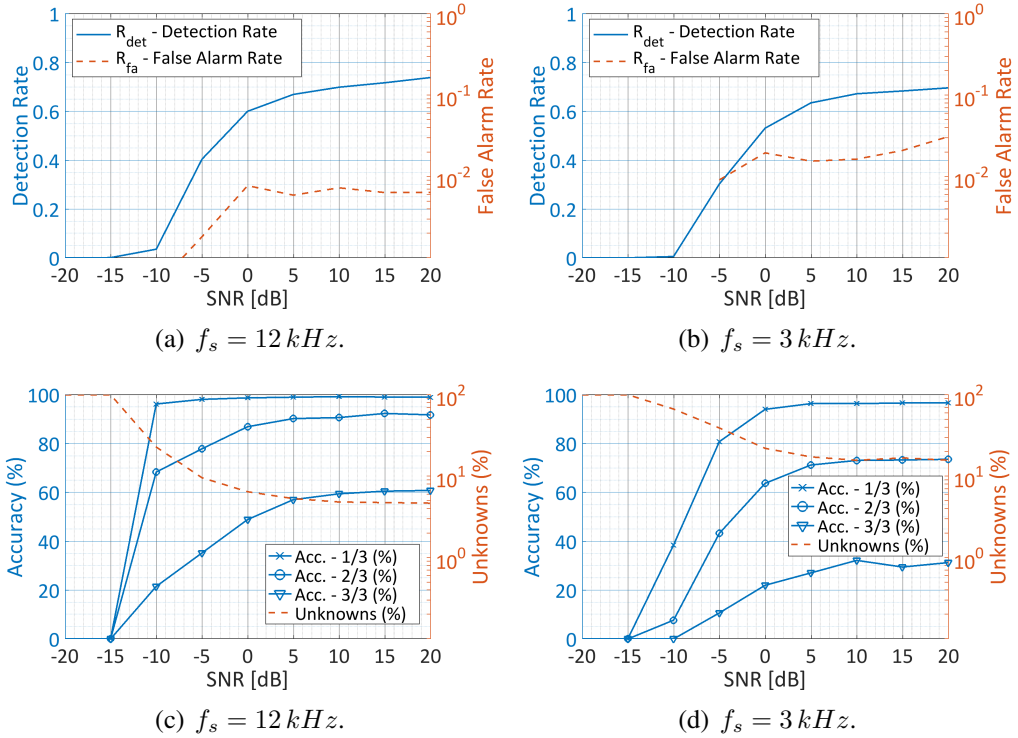 1
0.8
0.6
0.4
0.2
0
Detection Rate
R_det - Detection Rate
R_fa - False Alarm Rate
10^0
10^-1
10^-2
False Alarm Rate
-20 -15 -10 -5 0 5 10 15 20
SNR [dB]
(a) f_s = 12 kHz.
1
0.8
0.6
0.4
0.2
0
Detection Rate
R_det - Detection Rate
R_fa - False Alarm Rate
10^0
10^-1
10^-2
False Alarm Rate
-20 -15 -10 -5 0 5 10 15 20
SNR [dB]
(b) f_s = 3 kHz.
100
80
60
40
20
0
Accuracy (%)
Acc. - 1/3 (%)
Acc. - 2/3 (%)
Acc. - 3/3 (%)
Unknowns (%)
10^2
10^1
10^0
Unknowns (%)
-20 -15 -10 -5 0 5 10 15 20
SNR [dB]
(c) f_s = 12 kHz.
100
80
60
40
20
0
Accuracy (%)
Acc. - 1/3 (%)
Acc. - 2/3 (%)
Acc. - 3/3 (%)
Unknowns (%)
10^2
10^1
10^0
Unknowns (%)
-20 -15 -10 -5 0 5 10 15 20
SNR [dB]
(d) f_s = 3 kHz.